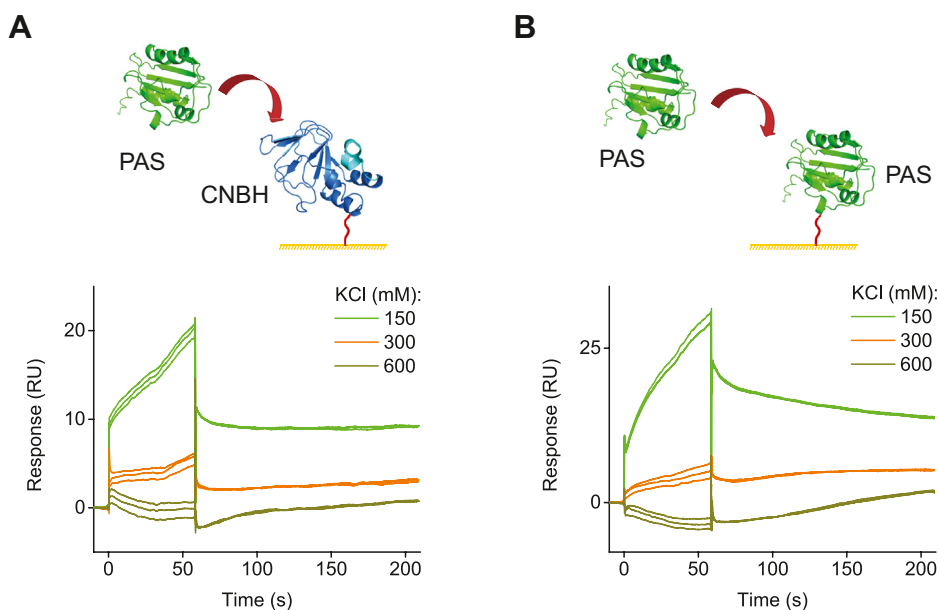 A
PAS
CNBH
KCl (mM):
150
300
600
20
10
0
Response (RU)
0
50
100
150
200
Time (s)
B
PAS
PAS
KCl (mM):
150
300
600
25
0
Response (RU)
0
50
100
150
200
Time (s)